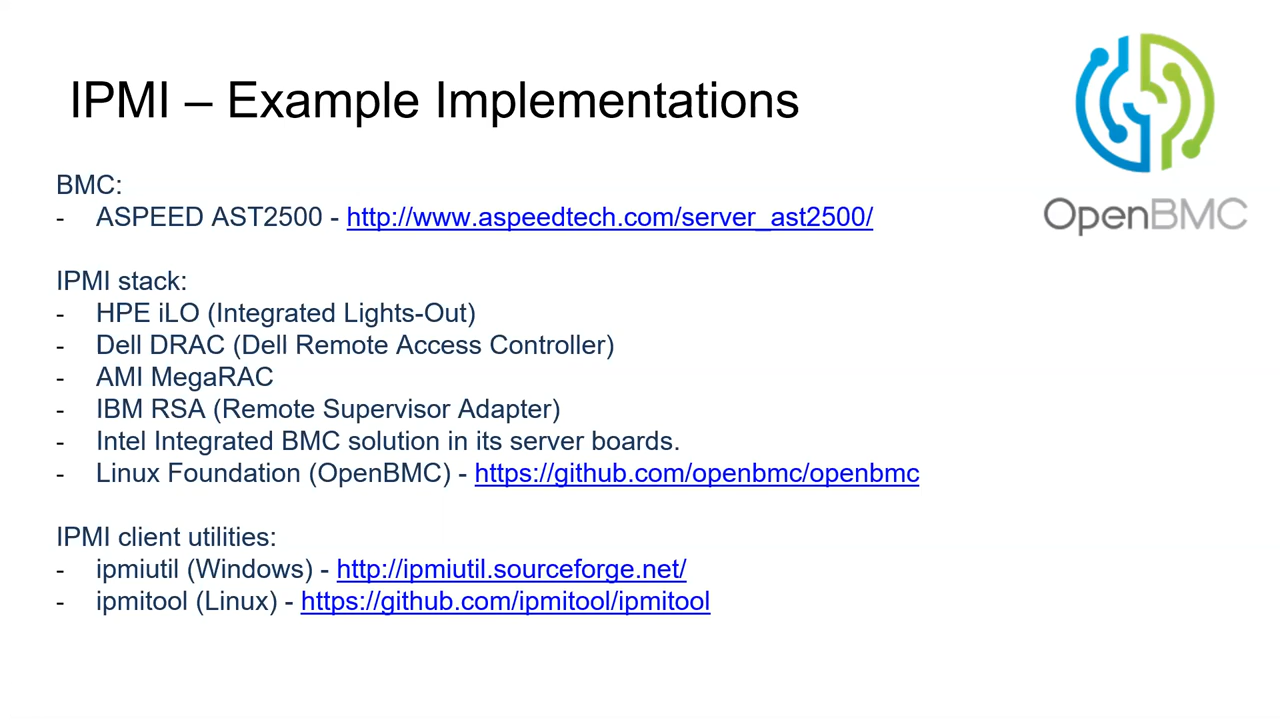 IPMI – Example Implementations
OpenBMC
BMC:
- ASPEED AST2500 - http://www.aspeedtech.com/server_ast2500/
IPMI stack:
- HPE iLO (Integrated Lights-Out)
- Dell DRAC (Dell Remote Access Controller)
- AMI MegaRAC
- IBM RSA (Remote Supervisor Adapter)
- Intel Integrated BMC solution in its server boards.
- Linux Foundation (OpenBMC) - https://github.com/openbmc/openbmc
IPMI client utilities:
- ipmiutil (Windows) - http://ipmiutil.sourceforge.net/
- ipmitool (Linux) - https://github.com/ipmitool/ipmitool